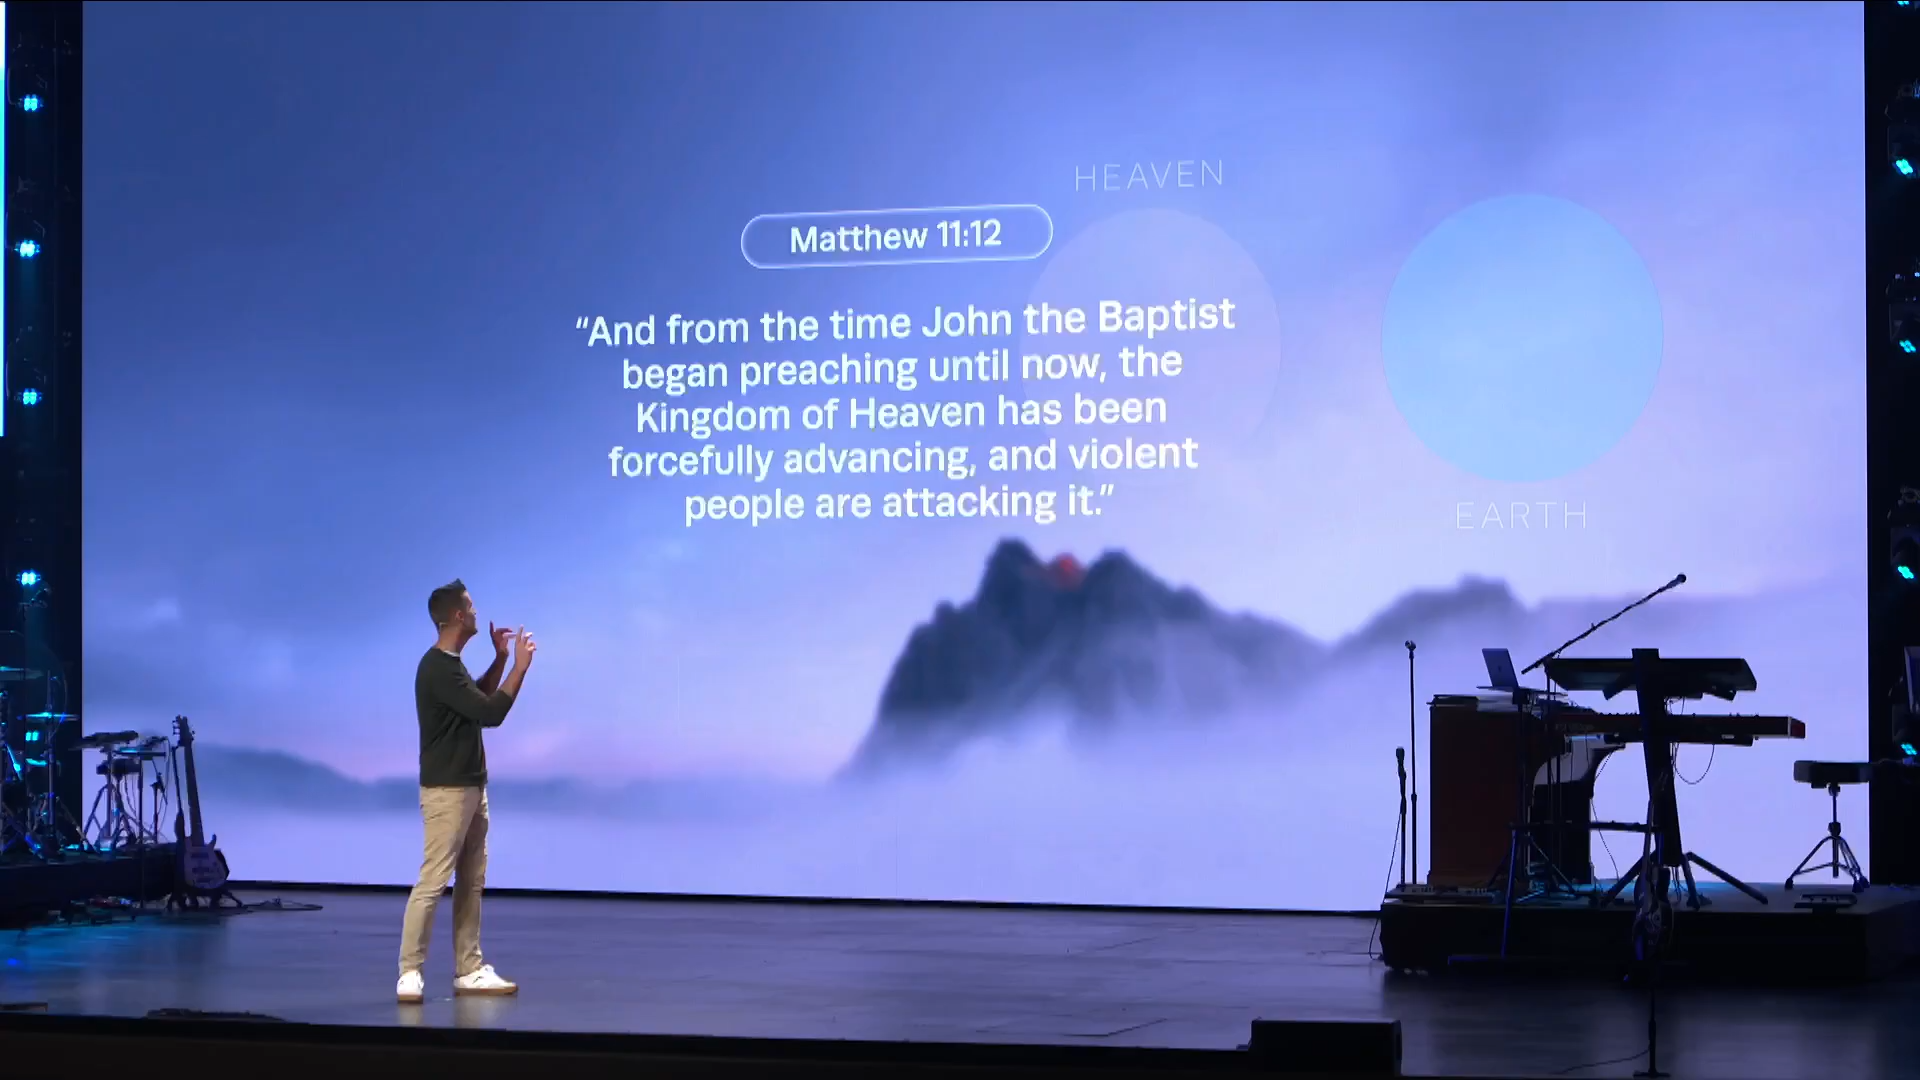 HEAVEN
Matthew 11:12
“And from the time John the Baptist
began preaching until now, the
Kingdom of Heaven has been
forcefully advancing, and violent
people are attacking it.”
EARTH